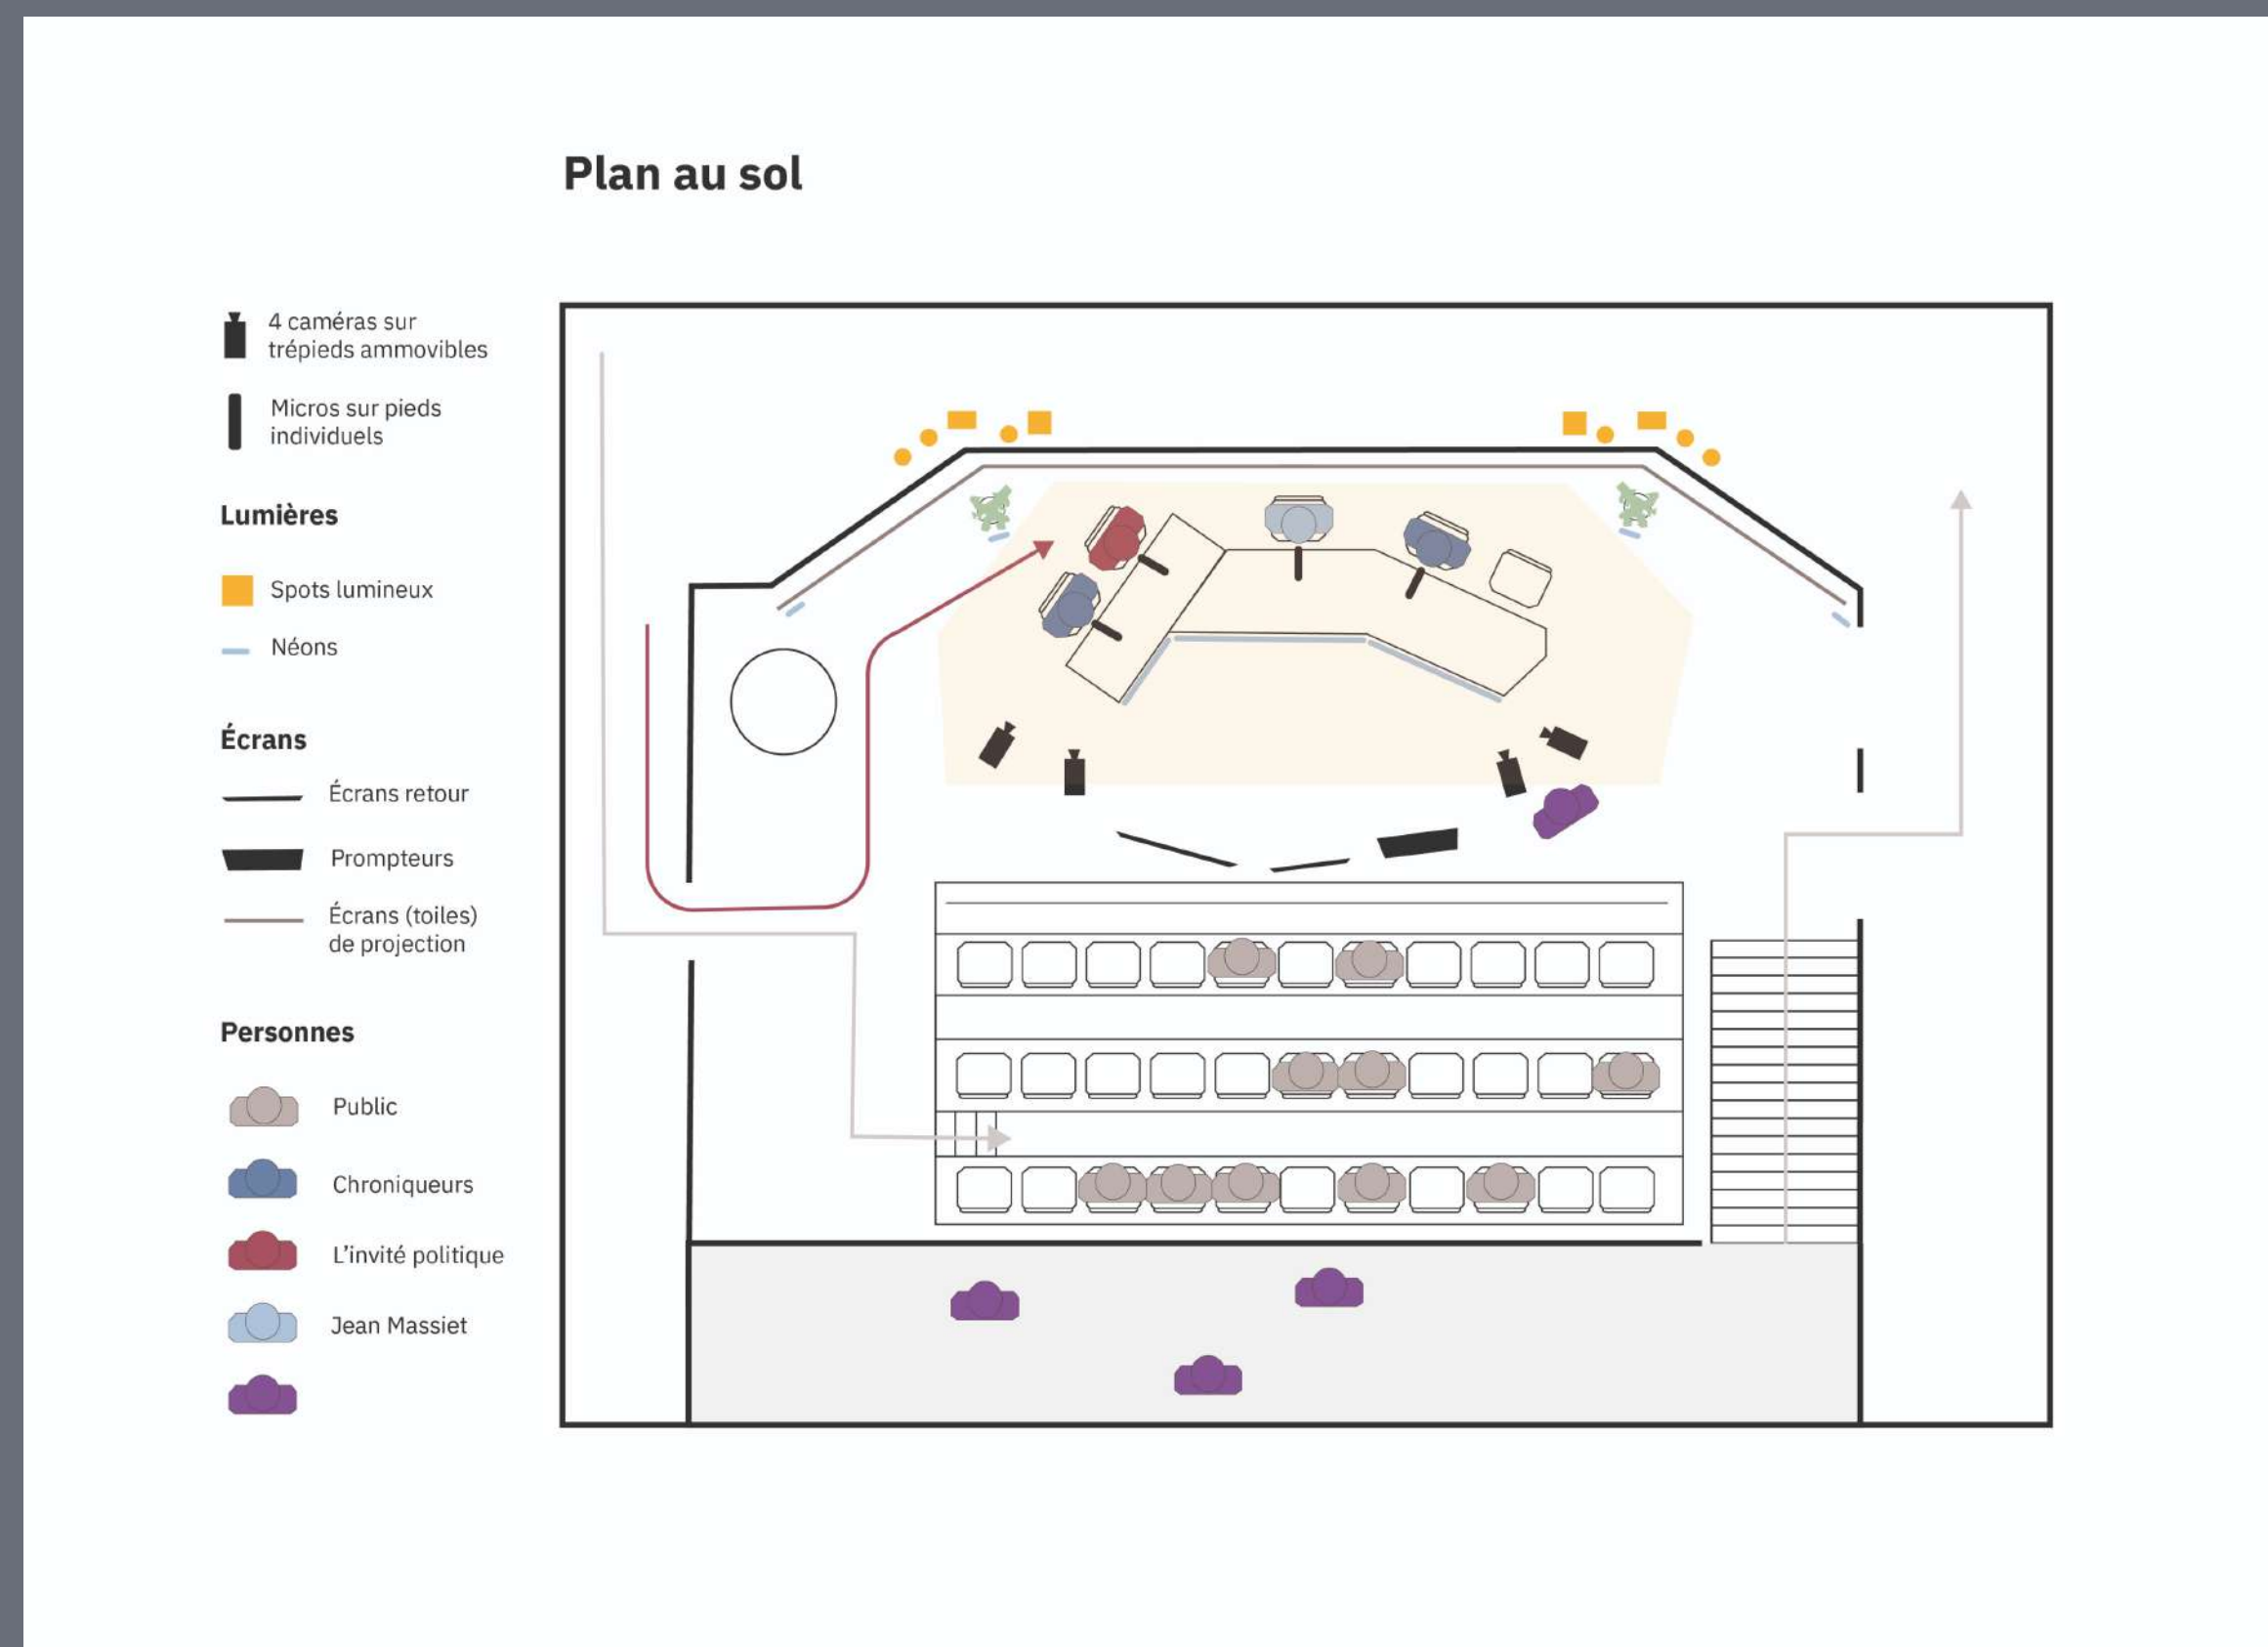 Plan au sol
4 caméras sur
trépieds ammovibles
Micros sur pieds
individuels
Lumières
Spots lumineux
Néons
Écrans
Écrans retour
Prompteurs
Écrans (toiles)
de projection
Personnes
Public
Chroniqueurs
L'invité politique
Jean Massiet